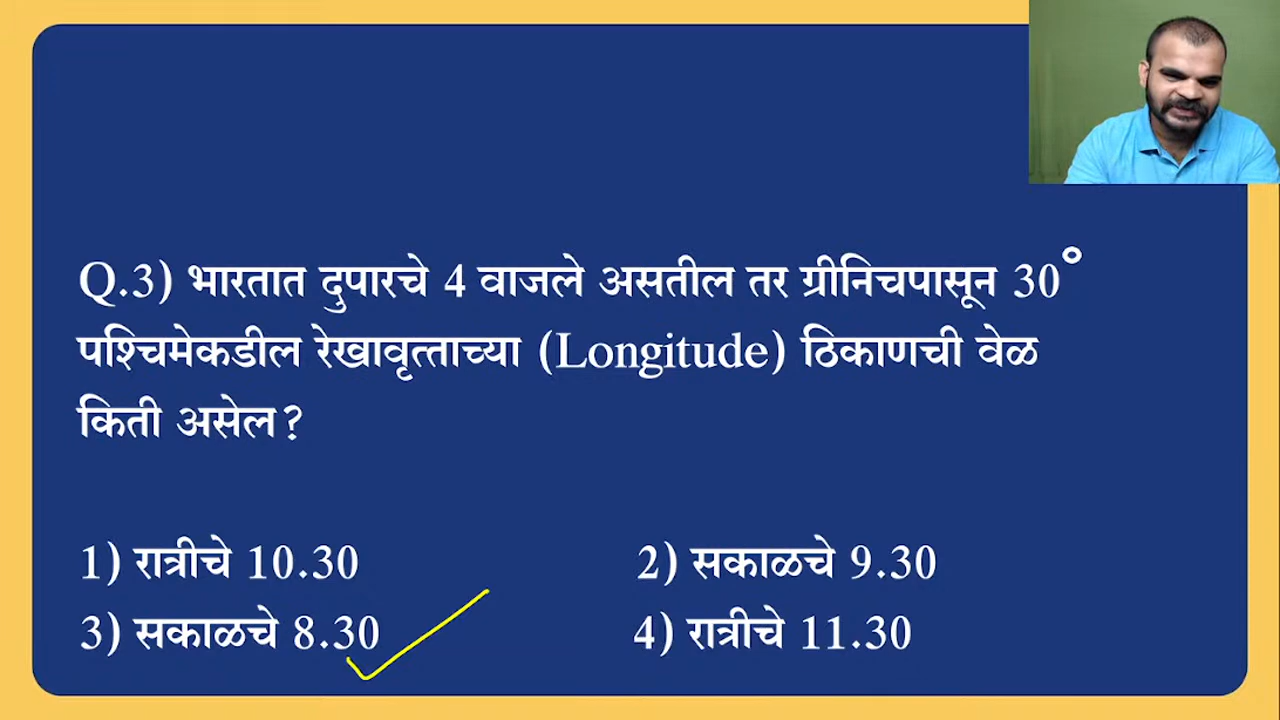 Q.3) भारतात दुपारचे 4 वाजले असतील तर ग्रीनिचपासून 30°
पश्चिमेकडील रेखावृत्ताच्या (Longitude) ठिकाणची वेळ
किती असेल?
1) रात्रीचे 10.30 2) सकाळचे 9.30
3) सकाळचे 8.30 4) रात्रीचे 11.30